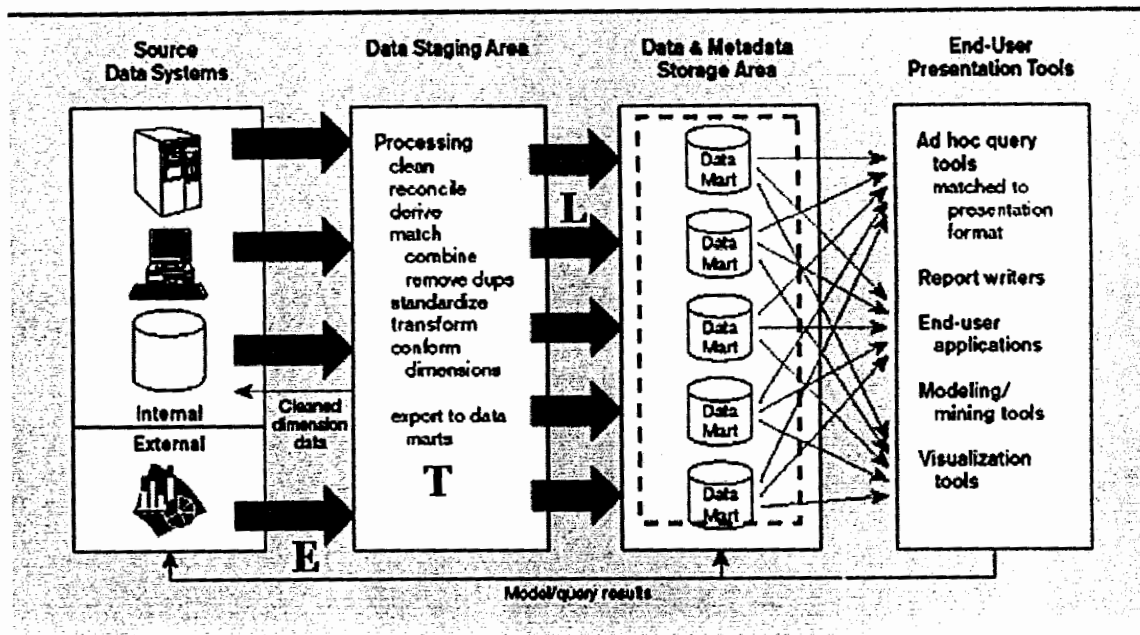 Source
Data Systems
Internal
External
Cleaned
dimension
data
E
Data Staging Area
Processing
clean
reconcile
derive
match
combine
remove dups
standardize
transform
conform
dimensions
export to data
marts
T
L
Data & Metadata
Storage Area
Data
Mart
Data
Mart
Data
Mart
Data
Mart
Data
Mart
End-User
Presentation Tools
Ad hoc query
tools
matched to
presentation
format
Report writers
End-user
applications
Modeling/
mining tools
Visualization
tools
Model/query results